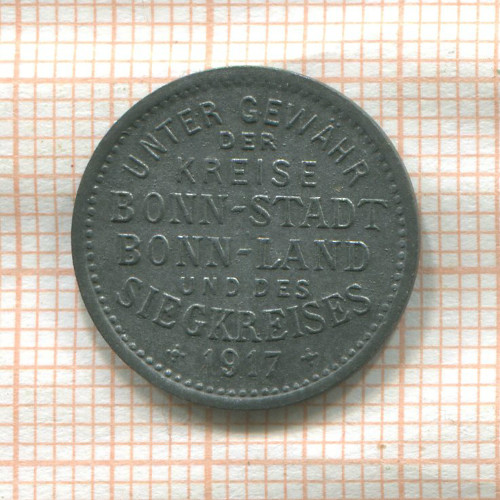 UNTER GEWÄHR
DER
KREISE
BONN-STADT
BONN-LAND
UND DES
SIEGKREISES
1917